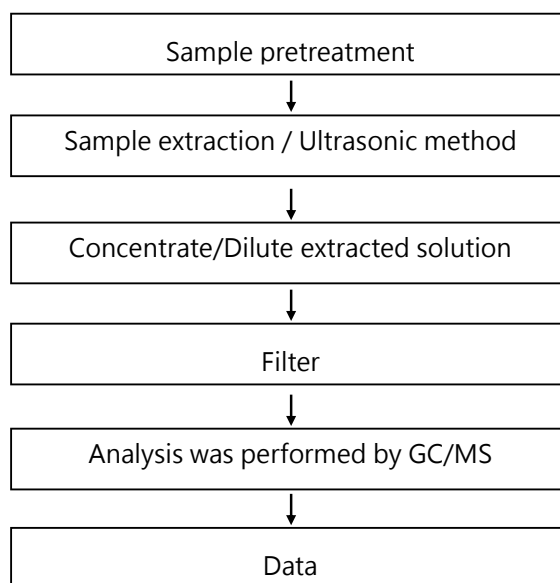 Sample pretreatment
Sample extraction / Ultrasonic method
Concentrate/Dilute extracted solution
Filter
Analysis was performed by GC/MS
Data